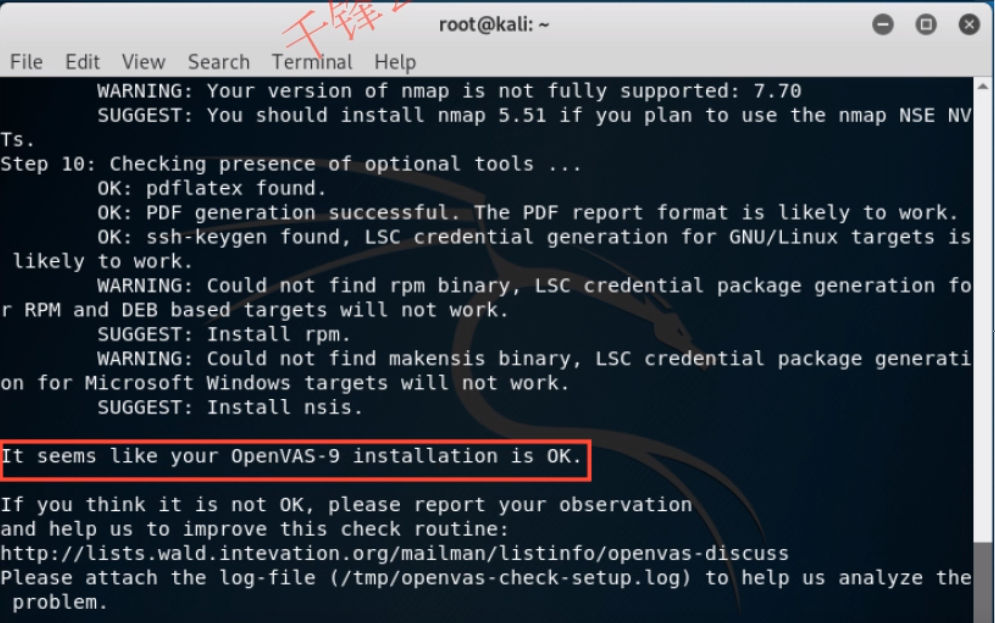 千锋
root@kali: ~
File Edit View Search Terminal Help
WARNING: Your version of nmap is not fully supported: 7.70
SUGGEST: You should install nmap 5.51 if you plan to use the nmap NSE NV
Ts.
Step 10: Checking presence of optional tools ...
OK: pdflatex found.
OK: PDF generation successful. The PDF report format is likely to work.
OK: ssh-keygen found, LSC credential generation for GNU/Linux targets is
likely to work.
WARNING: Could not find rpm binary, LSC credential package generation fo
r RPM and DEB based targets will not work.
SUGGEST: Install rpm.
WARNING: Could not find makensis binary, LSC credential package generati
on for Microsoft Windows targets will not work.
SUGGEST: Install nsis.
It seems like your OpenVAS-9 installation is OK.
If you think it is not OK, please report your observation
and help us to improve this check routine:
http://lists.wald.intevation.org/mailman/listinfo/openvas-discuss
Please attach the log-file (/tmp/openvas-check-setup.log) to help us analyze the
problem.